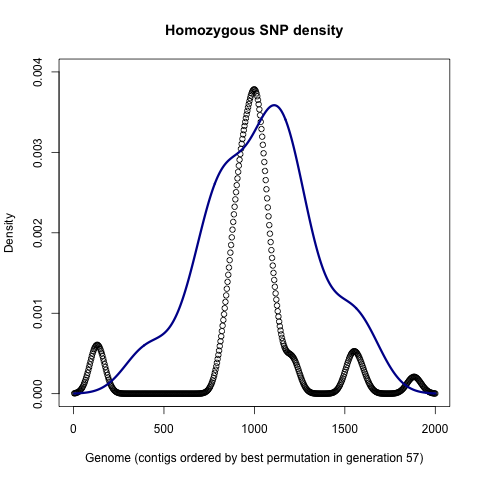 Homozygous SNP density
0.004
0.003
0.002
0.001
0.000
Density
0 500 1000 1500 2000
Genome (contigs ordered by best permutation in generation 57)